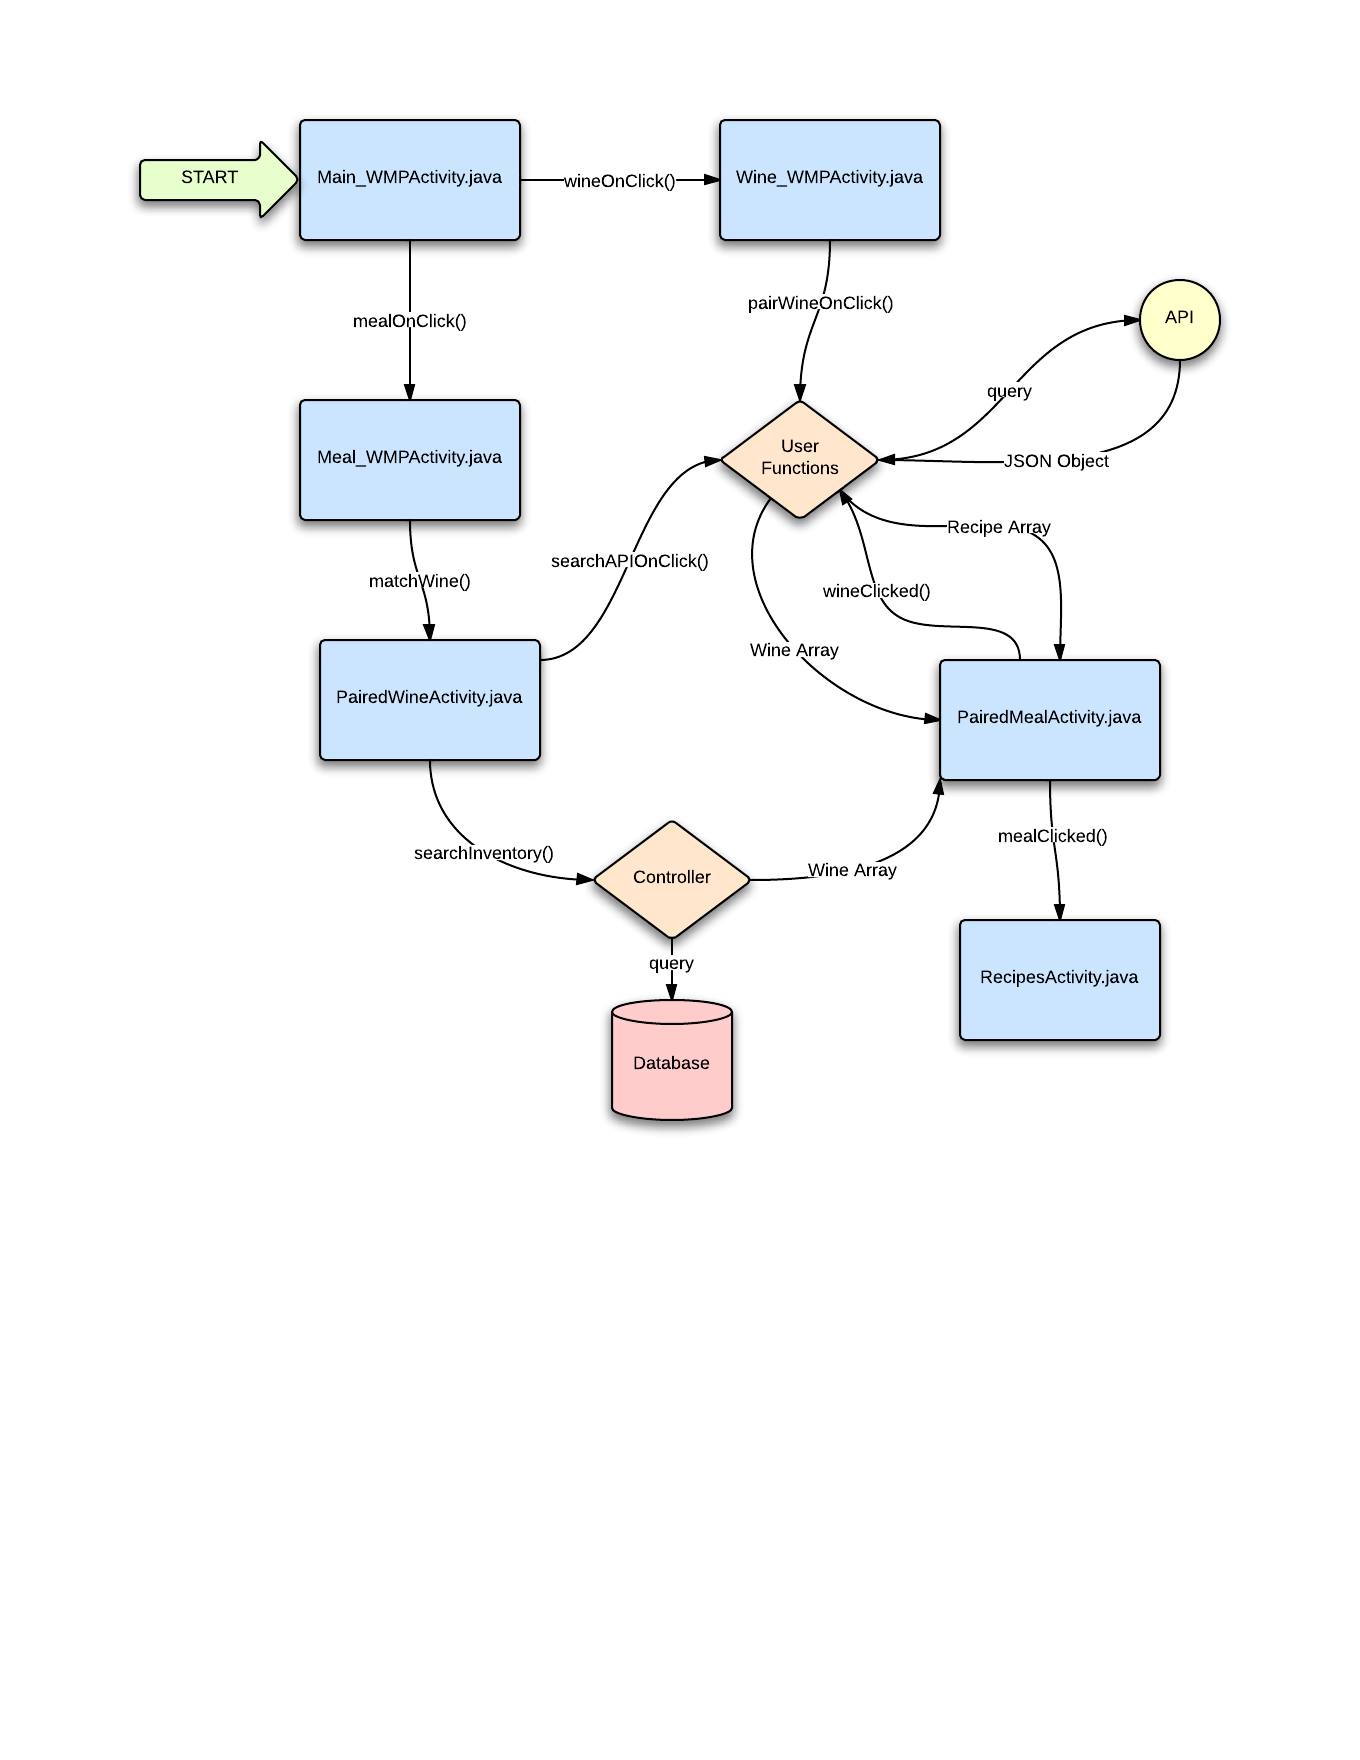 START
Main_WMPActivity.java
wineOnClick()
Wine_WMPActivity.java
pairWineOnClick()
mealOnClick()
API
query
Meal_WMPActivity.java
User
Functions
JSON Object
Recipe Array
searchAPIOnClick()
matchWine()
wineClicked()
Wine Array
PairedWineActivity.java
PairedMealActivity.java
mealClicked()
searchInventory()
Controller
Wine Array
query
RecipesActivity.java
Database